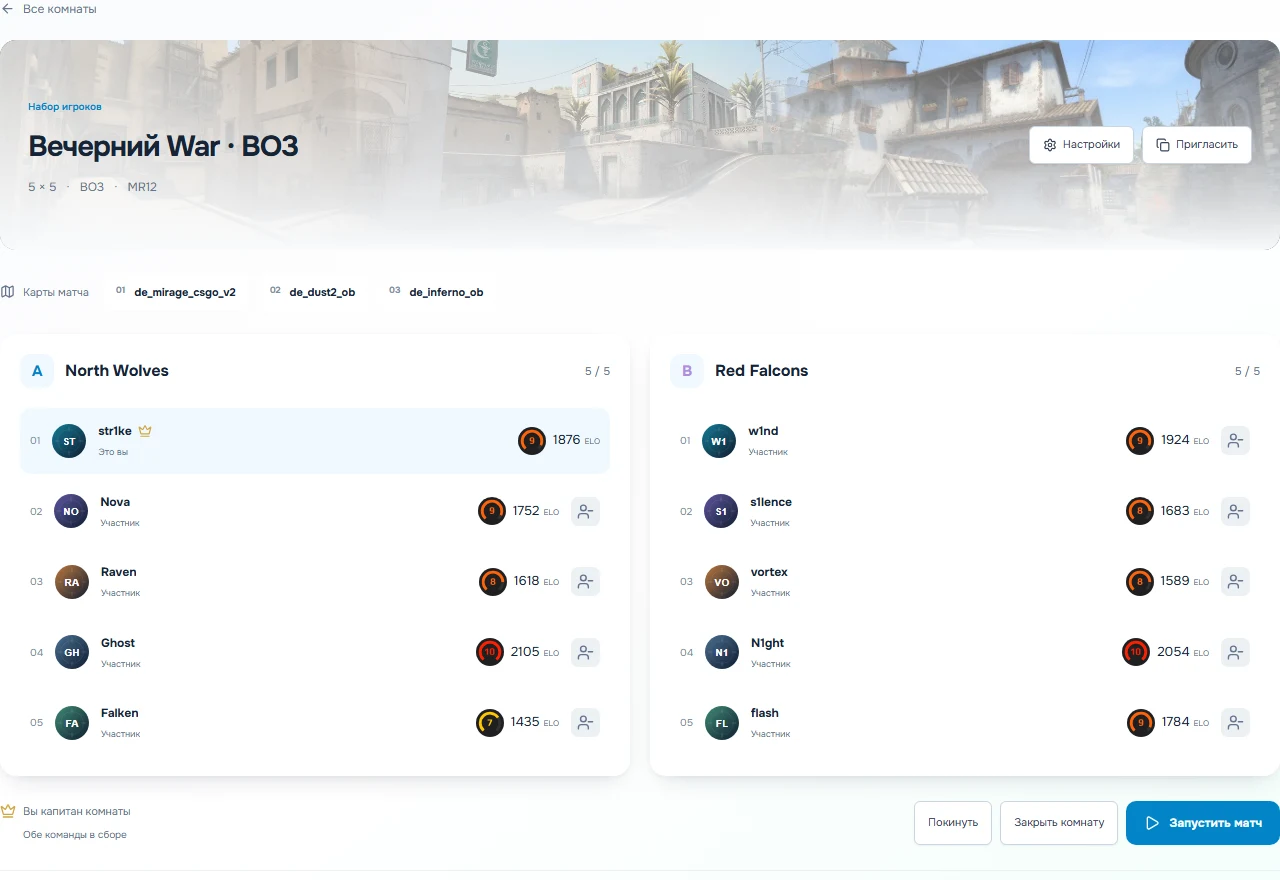 Все комнаты
Набор игроков
Вечерний War · BO3
5 × 5 · BO3 · MR12
Настройки
Пригласить
Карты матча
01 de_mirage_csgo_v2
02 de_dust2_ob
03 de_inferno_ob
A North Wolves 5 / 5
01 ST str1ke 9 1876 ELO
Это вы
02 NO Nova 9 1752 ELO
Участник
03 RA Raven 8 1618 ELO
Участник
04 GH Ghost 10 2105 ELO
Участник
05 FA Falken 7 1435 ELO
Участник
B Red Falcons 5 / 5
01 W1 w1nd 9 1924 ELO
Участник
02 S1 s1lence 8 1683 ELO
Участник
03 VO vortex 8 1589 ELO
Участник
04 N1 N1ght 10 2054 ELO
Участник
05 FL flash 9 1784 ELO
Участник
Вы капитан комнаты
Обе команды в сборе
Покинуть
Закрыть комнату
Запустить матч